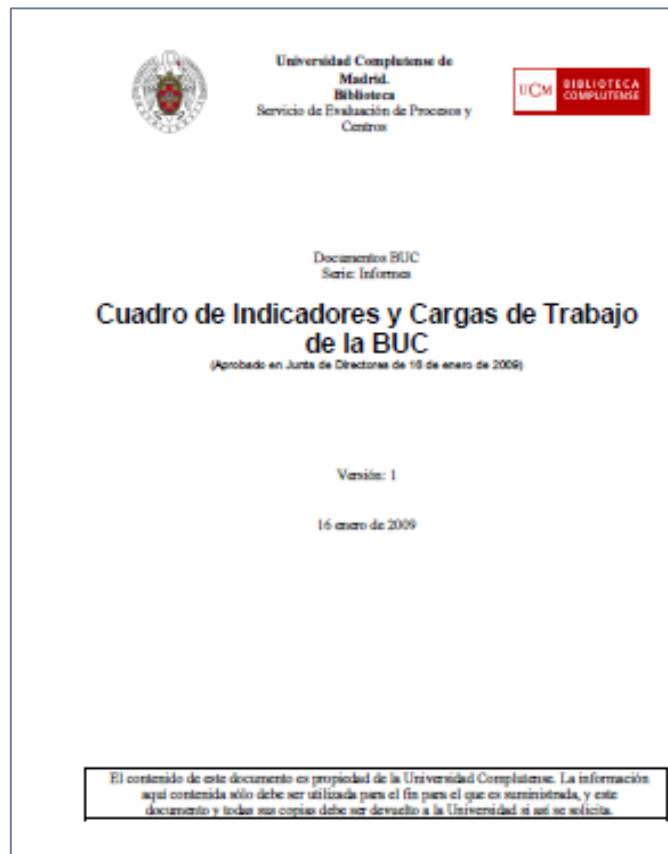 Universidad Complutense de
Madrid.
Biblioteca
Servicio de Evaluación de Procesos y
Centros
UCM
BIBLIOTECA
COMPLUTENSE
Documentos BUC
Serie: Informes
Cuadro de Indicadores y Cargas de Trabajo
de la BUC
(Aprobado en Junta de Directores de 16 de enero de 2009)
Versión: 1
16 enero de 2009
El contenido de este documento es propiedad de la Universidad Complutense. La información
aquí contenida sólo debe ser utilizada para el fin para el que es suministrada, y este
documento y todas sus copias debe ser devuelto a la Universidad si así se solicita.